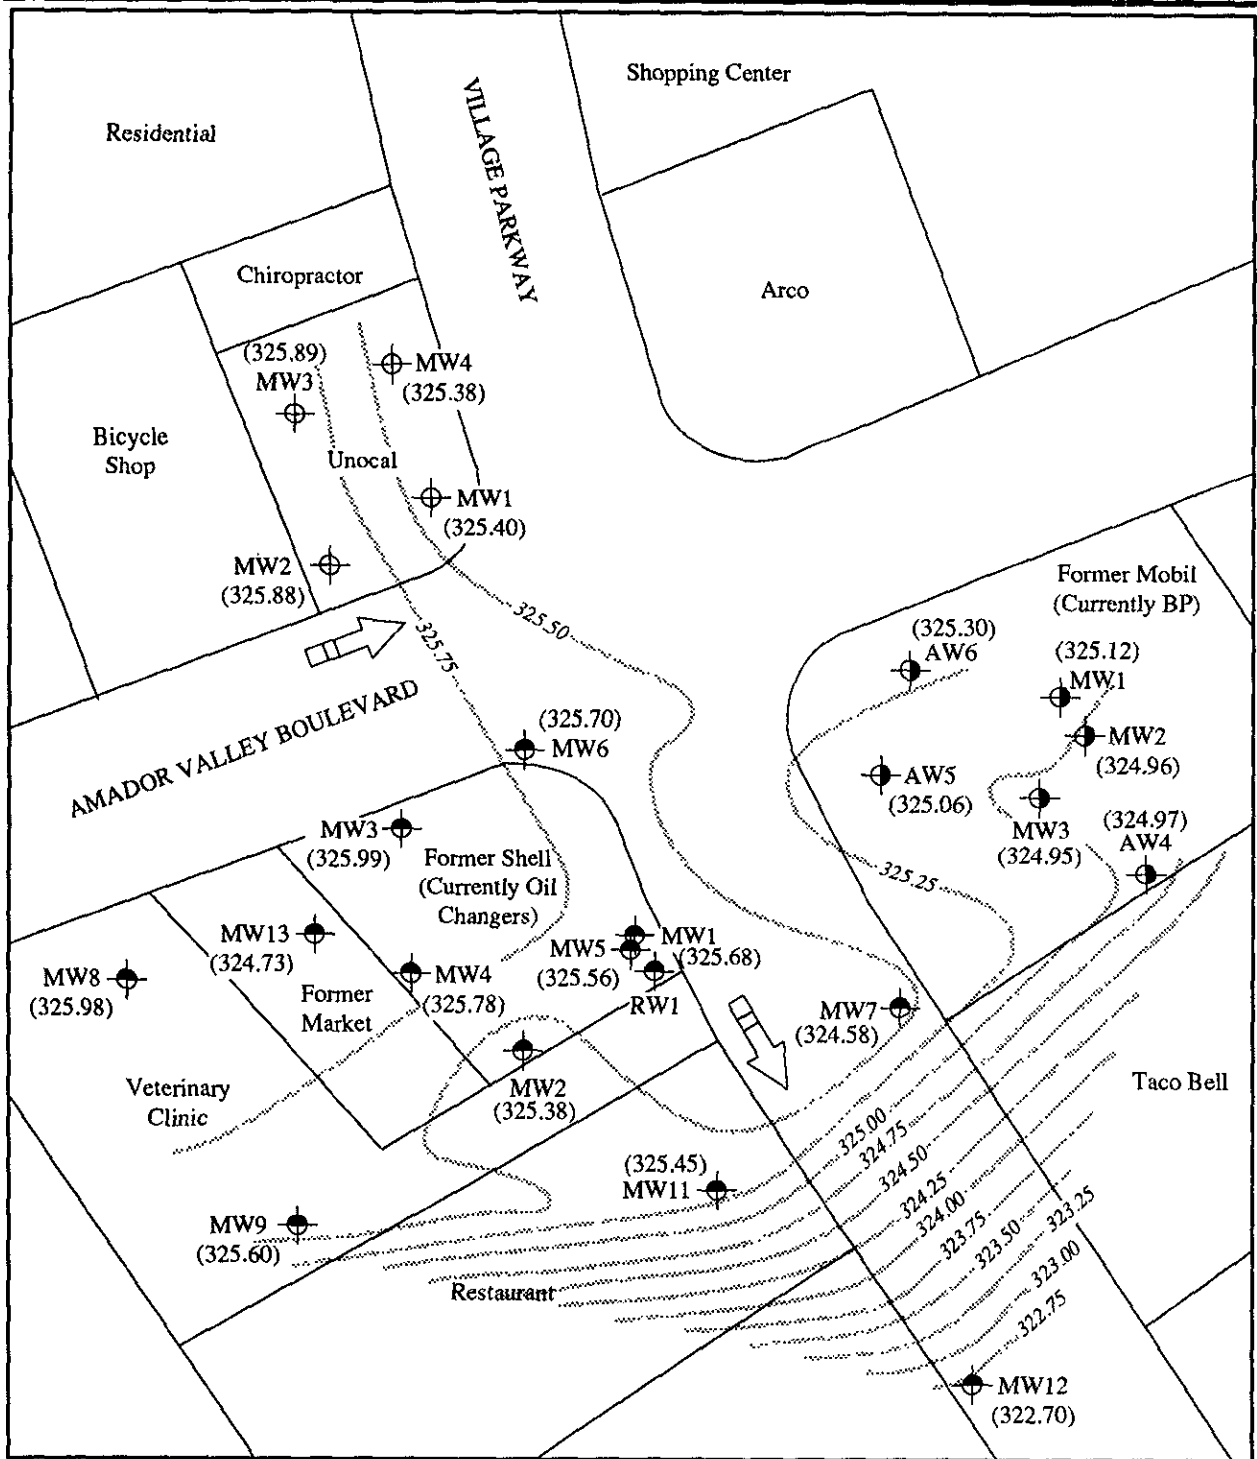 Shopping Center
VILLAGE PARKWAY
Residential
Chiropractor
Arco
(325.89)
MW3
MW4
(325.38)
Bicycle
Shop
Unocal
MW1
(325.40)
MW2
(325.88)
Former Mobil
(Currently BP)
325.50
325.75
(325.30)
AW6
(325.12)
MW1
AMADOR VALLEY BOULEVARD
(325.70)
MW6
MW2
(324.96)
AW5
(325.06)
MW3
(324.95)
(324.97)
AW4
MW3
(325.99)
Former Shell
(Currently Oil
Changers)
325.25
MW13
(324.73)
MW1
(325.68)
MW5
(325.56)
RW1
MW8
(325.98)
MW4
(325.78)
Former
Market
MW7
(324.58)
Veterinary
Clinic
MW2
(325.38)
Taco Bell
325.00
324.75
324.50
324.25
324.00
323.75
323.50
323.25
323.00
322.75
(325.45)
MW11
MW9
(325.60)
Restaurant
MW12
(322.70)